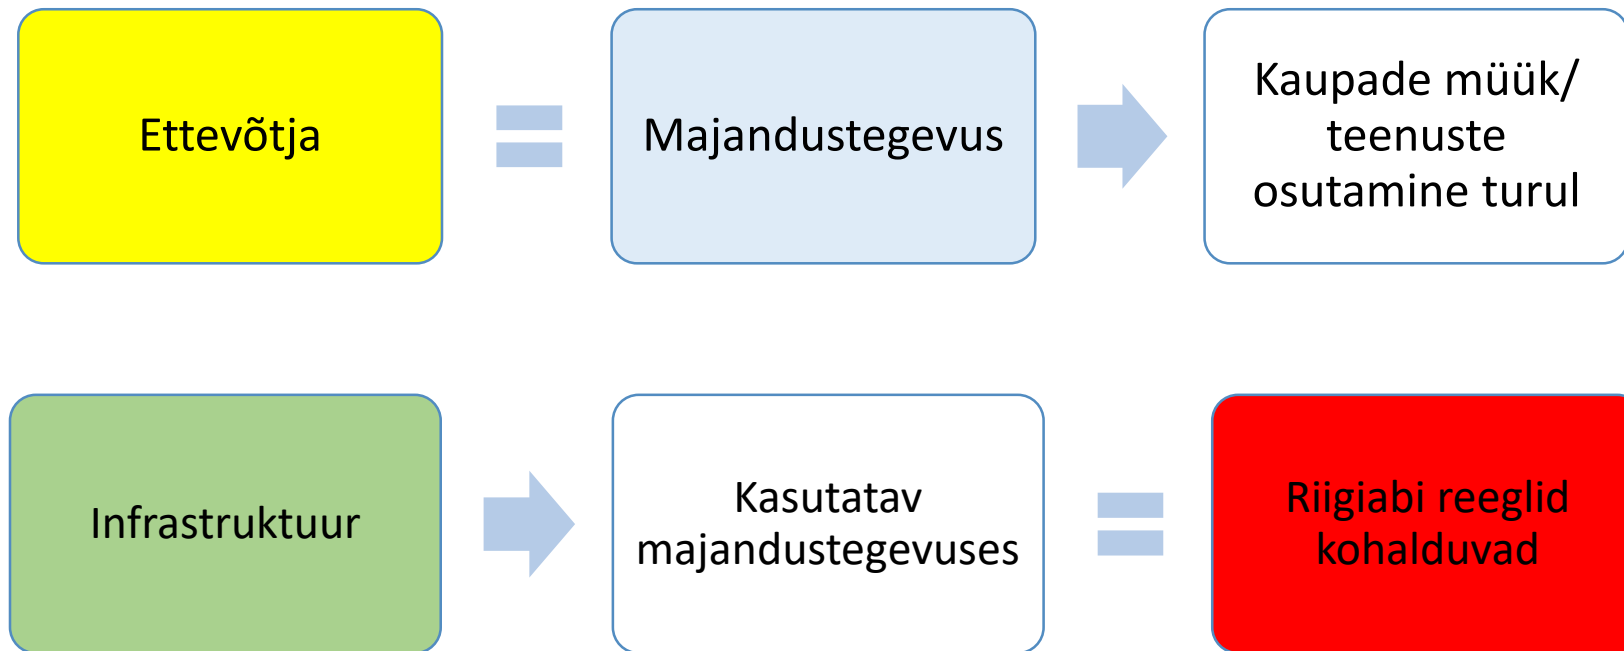 Ettevõtja
Majandustegevus
Kaupade müük/
teenuste
osutamine turul
Infrastruktuur
Kasutatav
majandustegevuses
Riigiabi reeglid
kohalduvad